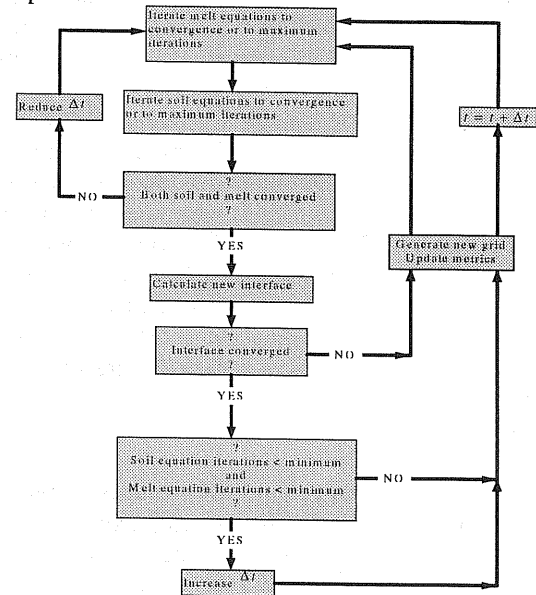 Iterate melt equations to
convergence or to maximum
iterations
Reduce Δt
Iterate soil equations to convergence
or to maximum iterations
t = t + Δt
?
Both soil and melt converged
?
NO
YES
Generate new grid
Update metrics
Calculate new interface
?
Interface converged
?
NO
YES
?
Soil equation iterations < minimum
and
Melt equation iterations < minimum
?
NO
YES
Increase Δt